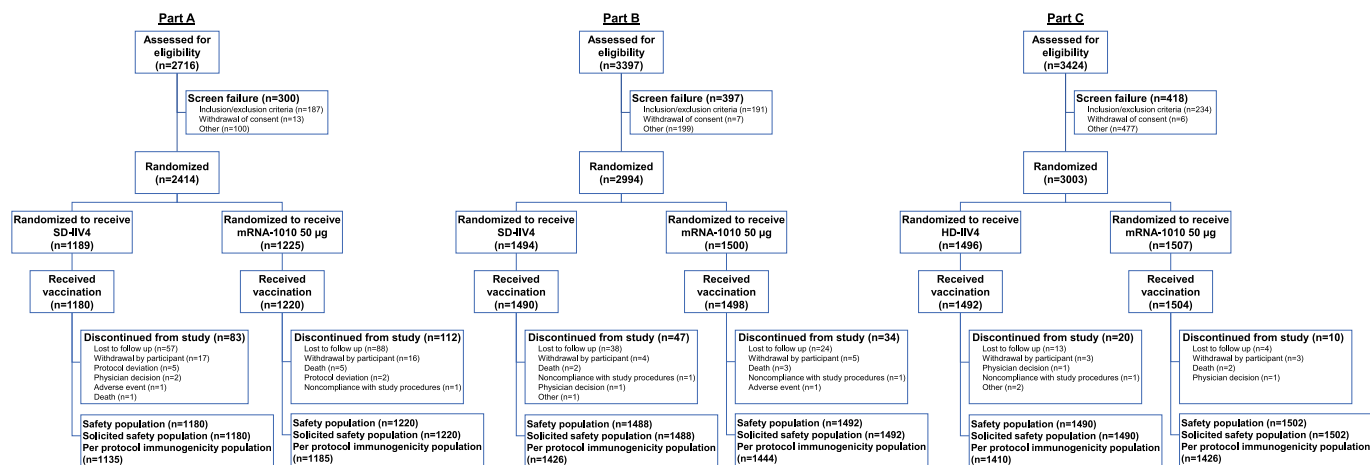 Part A
Assessed for
eligibility
(n=2716)
Screen failure (n=300)
Inclusion/exclusion criteria (n=187)
Withdrawal of consent (n=13)
Other (n=100)
Randomized
(n=2414)
Randomized to receive
SD-IIV4
(n=1189)
Received
vaccination
(n=1180)
Discontinued from study (n=83)
Lost to follow up (n=57)
Withdrawal by participant (n=17)
Protocol deviation (n=5)
Physician decision (n=2)
Adverse event (n=1)
Death (n=1)
Safety population (n=1180)
Solicited safety population (n=1180)
Per protocol immunogenicity population
(n=1135)
Randomized to receive
mRNA-1010 50 µg
(n=1225)
Received
vaccination
(n=1220)
Discontinued from study (n=112)
Lost to follow up (n=88)
Withdrawal by participant (n=16)
Death (n=5)
Protocol deviation (n=2)
Noncompliance with study procedures (n=1)
Safety population (n=1220)
Solicited safety population (n=1220)
Per protocol immunogenicity population
(n=1185)
Part B
Assessed for
eligibility
(n=3397)
Screen failure (n=397)
Inclusion/exclusion criteria (n=191)
Withdrawal of consent (n=7)
Other (n=199)
Randomized
(n=2994)
Randomized to receive
SD-IIV4
(n=1494)
Received
vaccination
(n=1490)
Discontinued from study (n=47)
Lost to follow up (n=38)
Withdrawal by participant (n=4)
Death (n=2)
Noncompliance with study procedures (n=1)
Physician decision (n=1)
Other (n=1)
Safety population (n=1488)
Solicited safety population (n=1488)
Per protocol immunogenicity population
(n=1426)
Randomized to receive
mRNA-1010 50 µg
(n=1500)
Received
vaccination
(n=1498)
Discontinued from study (n=34)
Lost to follow up (n=24)
Withdrawal by participant (n=5)
Death (n=3)
Noncompliance with study procedures (n=1)
Adverse event (n=1)
Safety population (n=1492)
Solicited safety population (n=1492)
Per protocol immunogenicity population
(n=1444)
Part C
Assessed for
eligibility
(n=3424)
Screen failure (n=418)
Inclusion/exclusion criteria (n=234)
Withdrawal of consent (n=6)
Other (n=477)
Randomized
(n=3003)
Randomized to receive
HD-IIV4
(n=1496)
Received
vaccination
(n=1492)
Discontinued from study (n=20)
Lost to follow up (n=13)
Withdrawal by participant (n=3)
Physician decision (n=1)
Noncompliance with study procedures (n=1)
Other (n=2)
Safety population (n=1490)
Solicited safety population (n=1490)
Per protocol immunogenicity population
(n=1410)
Randomized to receive
mRNA-1010 50 µg
(n=1507)
Received
vaccination
(n=1504)
Discontinued from study (n=10)
Lost to follow up (n=4)
Withdrawal by participant (n=3)
Death (n=2)
Physician decision (n=1)
Safety population (n=1502)
Solicited safety population (n=1502)
Per protocol immunogenicity population
(n=1426)